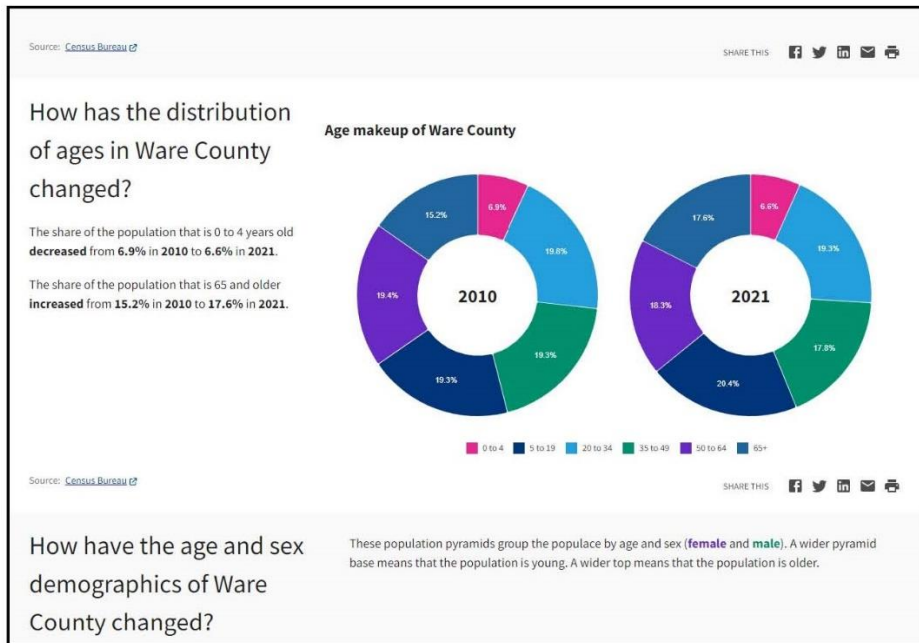 Source: Census Bureau
SHARE THIS
How has the distribution
of ages in Ware County
changed?
The share of the population that is 0 to 4 years old
decreased from 6.9% in 2010 to 6.6% in 2021.
The share of the population that is 65 and older
increased from 15.2% in 2010 to 17.6% in 2021.
Age makeup of Ware County
6.9%
19.8%
19.3%
19.3%
19.4%
15.2%
2010
6.6%
19.3%
17.8%
20.4%
18.3%
17.6%
2021
0 to 4 5 to 19 20 to 34 35 to 49 50 to 64 65+
Source: Census Bureau
SHARE THIS
How have the age and sex
demographics of Ware
County changed?
These population pyramids group the populace by age and sex (female and male). A wider pyramid
base means that the population is young. A wider top means that the population is older.